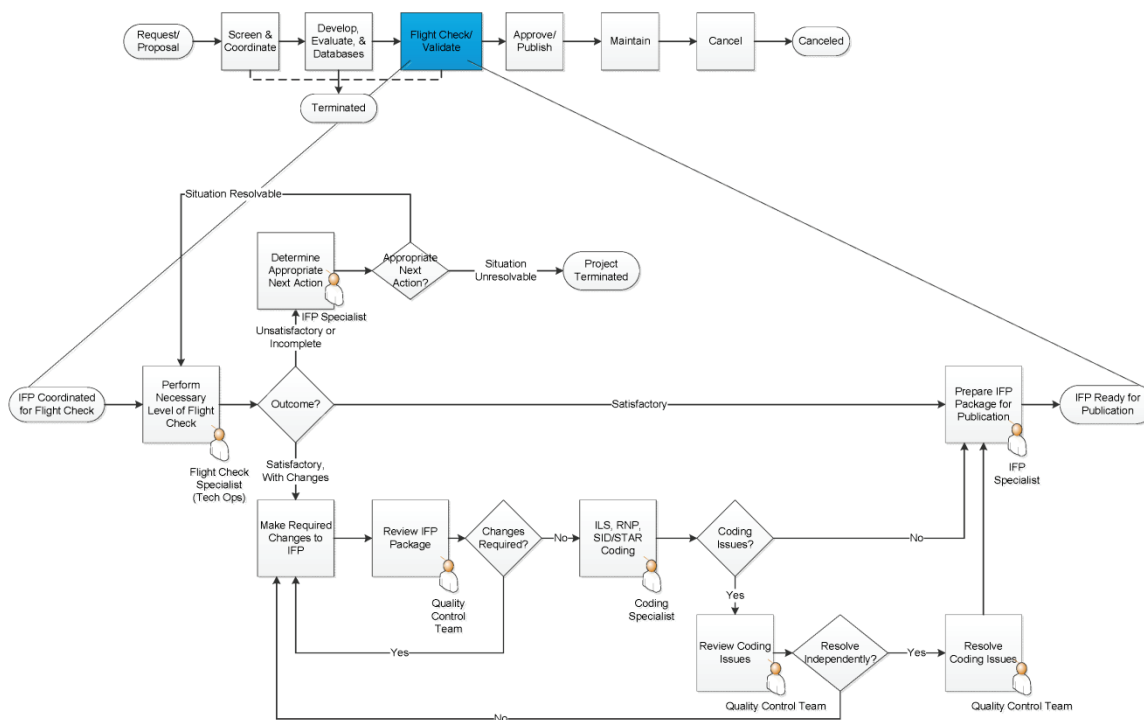 Request/
Proposal
Screen &
Coordinate
Develop,
Evaluate, &
Databases
Flight Check/
Validate
Approve/
Publish
Maintain
Cancel
Canceled
Terminated
Situation Resolvable
Determine
Appropriate
Next Action
IFP Specialist
Appropriate
Next
Action?
Situation
Unresolvable
Project
Terminated
Unsatisfactory or
Incomplete
IFP Coordinated
for Flight Check
Perform
Necessary
Level of Flight
Check
Flight Check
Specialist
(Tech Ops)
Outcome?
Satisfactory
Prepare IFP
Package for
Publication
IFP
Specialist
IFP Ready for
Publication
Satisfactory,
With Changes
Make Required
Changes to
IFP
Review IFP
Package
Quality
Control
Team
Changes
Required?
No
Yes
ILS, RNP,
SID/STAR
Coding
Coding
Specialist
Coding
Issues?
No
Yes
Review Coding
Issues
Quality Control Team
Resolve
Independently?
Yes
No
Resolve
Coding Issues
Quality Control Team